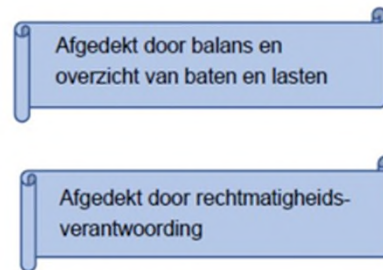 Afgedekt door balans en
overzicht van baten en lasten
Afgedekt door rechtmatigheids-
verantwoording